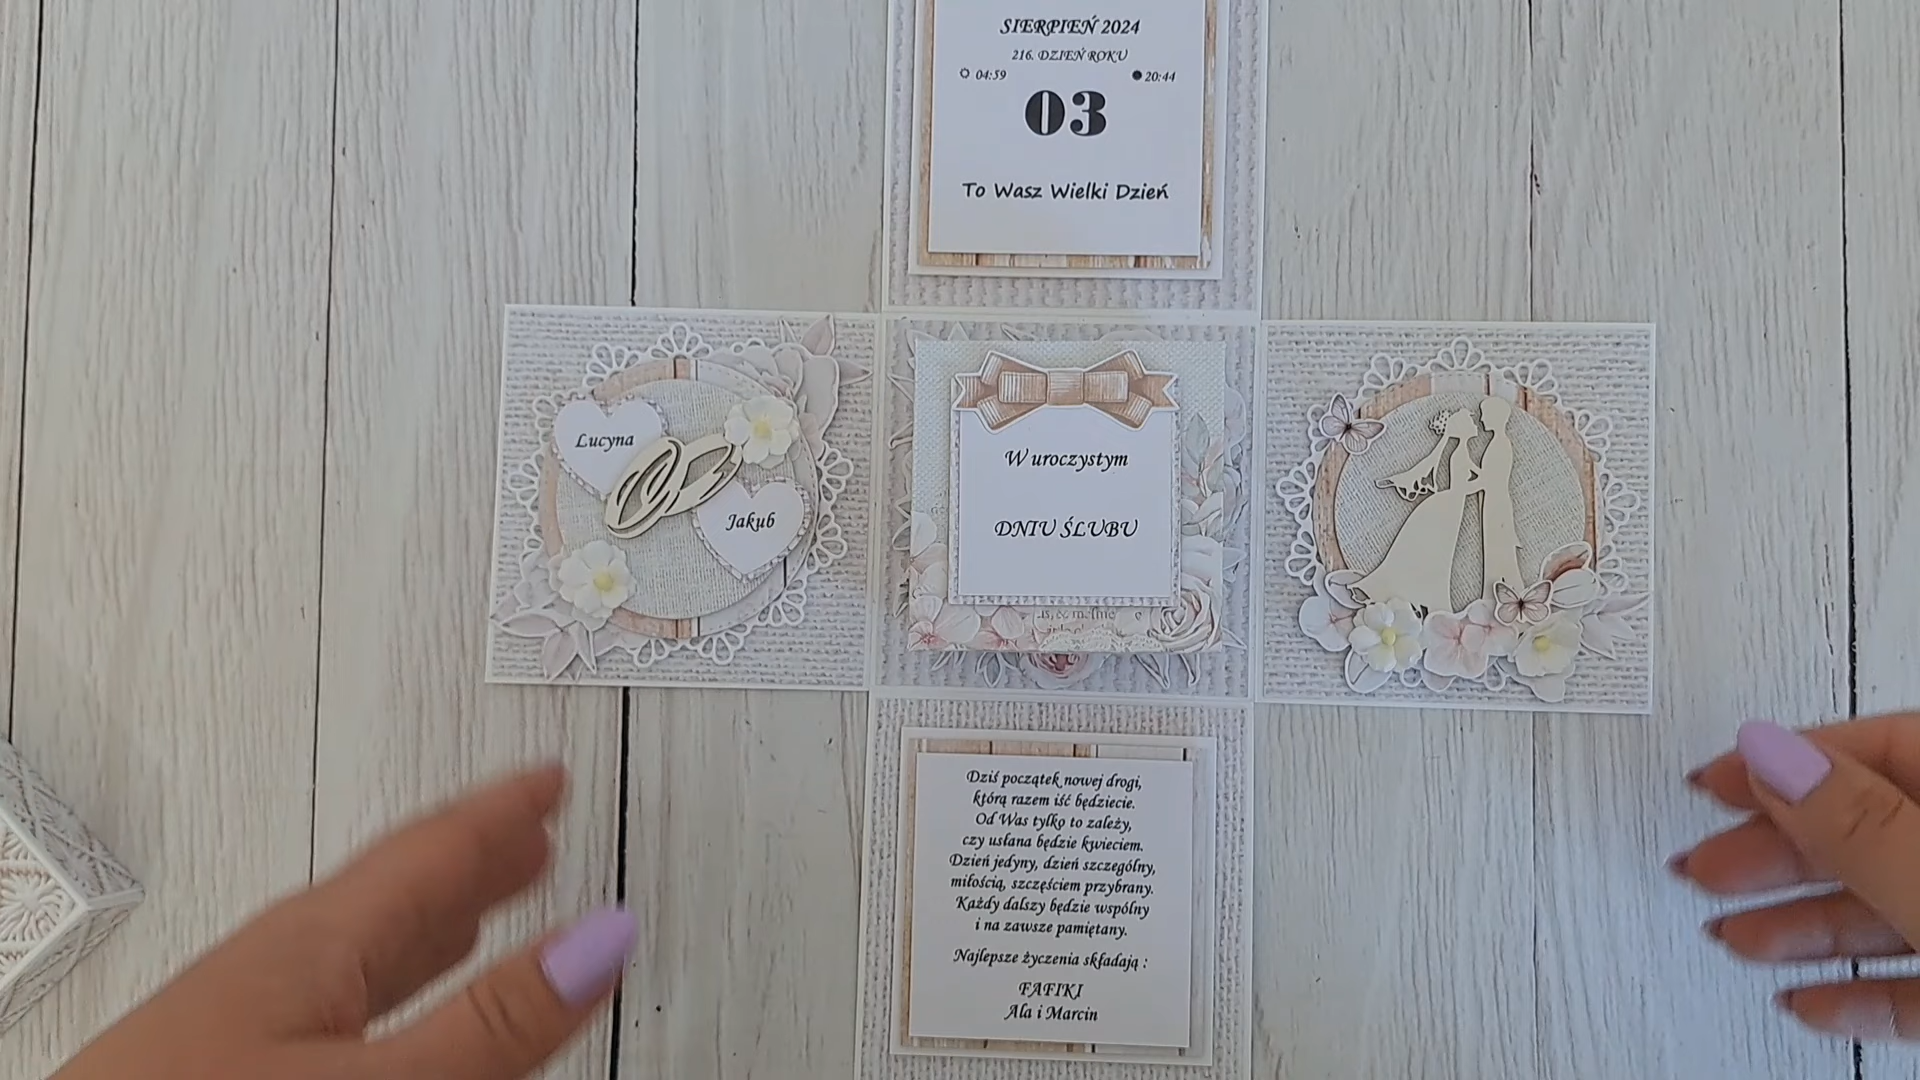 SIERPIEŃ 2024
216. DZIEŃ ROKU
04:59 20:44
03
To Wasz Wielki Dzień
Lucyna
Jakub
W uroczystym
DNIU ŚLUBU
Dziś początek nowej drogi,
którą razem iść będziecie.
Od Was tylko to zależy,
czy usłana będzie kwieciem.
Dzień jedyny, dzień szczególny,
miłością, szczęściem przybrany.
Każdy dalszy będzie wspólny
i na zawsze pamiętany.
Najlepsze życzenia składają :
FAFIKI
Ala i Marcin